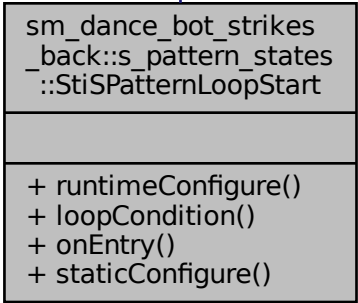 sm_dance_bot_strikes
_back::s_pattern_states
::StiSPatternLoopStart
+ runtimeConfigure()
+ loopCondition()
+ onEntry()
+ staticConfigure()